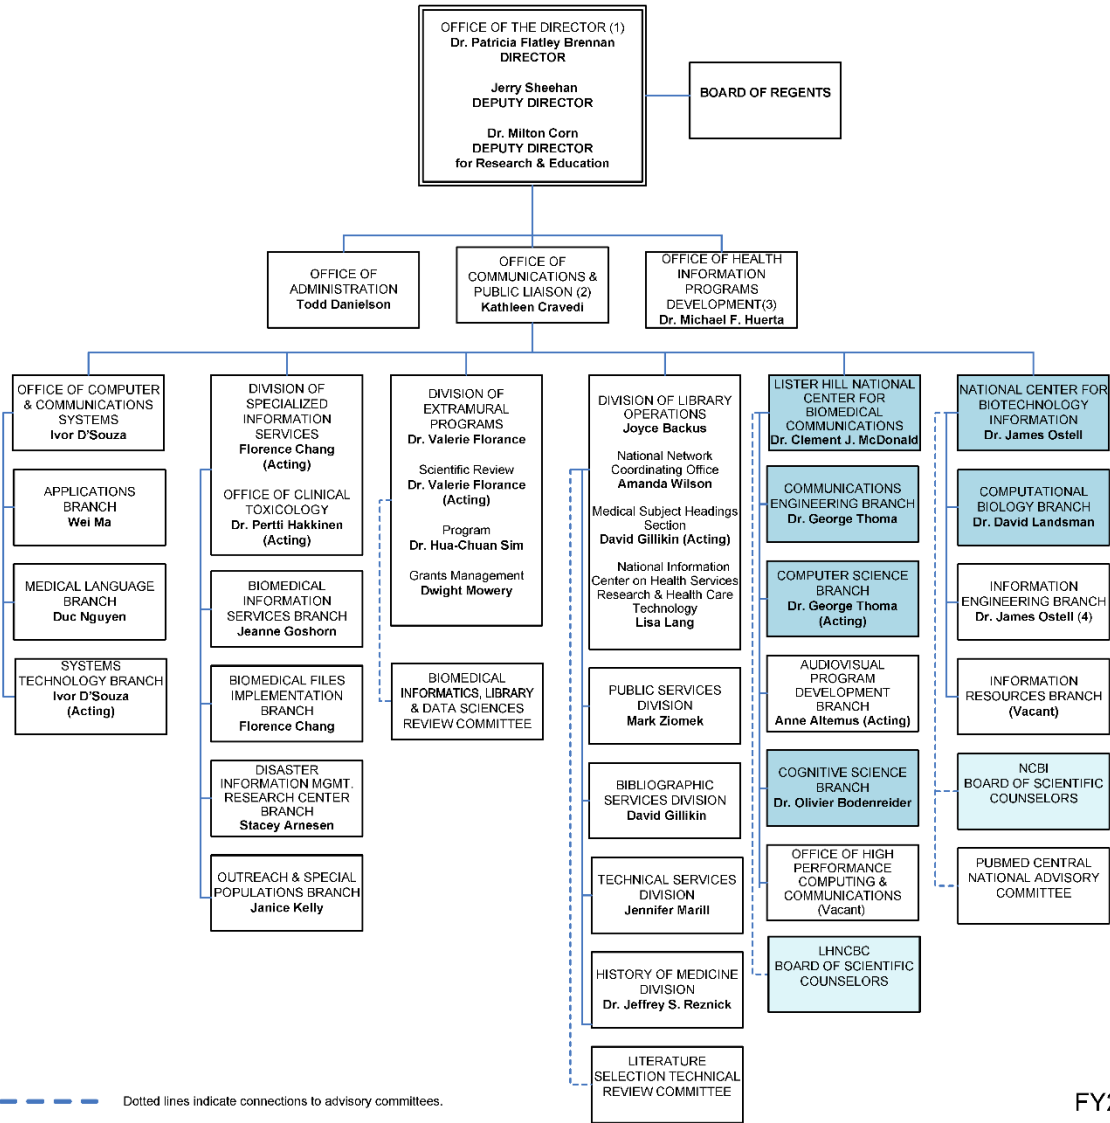 OFFICE OF THE DIRECTOR (1)
Dr. Patricia Flatley Brennan
DIRECTOR
Jerry Sheehan
DEPUTY DIRECTOR
Dr. Milton Corn
DEPUTY DIRECTOR
for Research & Education
BOARD OF REGENTS
OFFICE OF
ADMINISTRATION
Todd Danielson
OFFICE OF
COMMUNICATIONS &
PUBLIC LIAISON (2)
Kathleen Cravedi
OFFICE OF HEALTH
INFORMATION
PROGRAMS
DEVELOPMENT(3)
Dr. Michael F. Huerta
OFFICE OF COMPUTER
& COMMUNICATIONS
SYSTEMS
Ivor D'Souza
APPLICATIONS
BRANCH
Wei Ma
MEDICAL LANGUAGE
BRANCH
Duc Nguyen
SYSTEMS
TECHNOLOGY BRANCH
Ivor D'Souza
(Acting)
DIVISION OF
SPECIALIZED
INFORMATION
SERVICES
Florence Chang
(Acting)
OFFICE OF CLINICAL
TOXICOLOGY
Dr. Pertti Hakkinen
(Acting)
BIOMEDICAL
INFORMATION
SERVICES BRANCH
Jeanne Goshorn
BIOMEDICAL FILES
IMPLEMENTATION
BRANCH
Florence Chang
DISASTER
INFORMATION MGMT.
RESEARCH CENTER
BRANCH
Stacey Arnesen
OUTREACH & SPECIAL
POPULATIONS BRANCH
Janice Kelly
DIVISION OF
EXTRAMURAL
PROGRAMS
Dr. Valerie Florance
Scientific Review
Dr. Valerie Florance
(Acting)
Program
Dr. Hua-Chuan Sim
Grants Management
Dwight Mowery
BIOMEDICAL
INFORMATICS, LIBRARY
& DATA SCIENCES
REVIEW COMMITTEE
DIVISION OF LIBRARY
OPERATIONS
Joyce Backus
National Network
Coordinating Office
Amanda Wilson
Medical Subject Headings
Section
David Gillikin (Acting)
National Information
Center on Health Services
Research & Health Care
Technology
Lisa Lang
PUBLIC SERVICES
DIVISION
Mark Ziomek
BIBLIOGRAPHIC
SERVICES DIVISION
David Gillikin
TECHNICAL SERVICES
DIVISION
Jennifer Marill
HISTORY OF MEDICINE
DIVISION
Dr. Jeffrey S. Reznick
LITERATURE
SELECTION TECHNICAL
REVIEW COMMITTEE
LISTER HILL NATIONAL
CENTER FOR
BIOMEDICAL
COMMUNICATIONS
Dr. Clement J. McDonald
COMMUNICATIONS
ENGINEERING BRANCH
Dr. George Thoma
COMPUTER SCIENCE
BRANCH
Dr. George Thoma
(Acting)
AUDIOVISUAL
PROGRAM
DEVELOPMENT
BRANCH
Anne Altemus (Acting)
COGNITIVE SCIENCE
BRANCH
Dr. Olivier Bodenreider
OFFICE OF HIGH
PERFORMANCE
COMPUTING &
COMMUNICATIONS
(Vacant)
LHNCBC
BOARD OF SCIENTIFIC
COUNSELORS
NATIONAL CENTER FOR
BIOTECHNOLOGY
INFORMATION
Dr. James Ostell
COMPUTATIONAL
BIOLOGY BRANCH
Dr. David Landsman
INFORMATION
ENGINEERING BRANCH
Dr. James Ostell (4)
INFORMATION
RESOURCES BRANCH
(Vacant)
NCBI
BOARD OF SCIENTIFIC
COUNSELORS
PUBMED CENTRAL
NATIONAL ADVISORY
COMMITTEE
Dotted lines indicate connections to advisory committees.